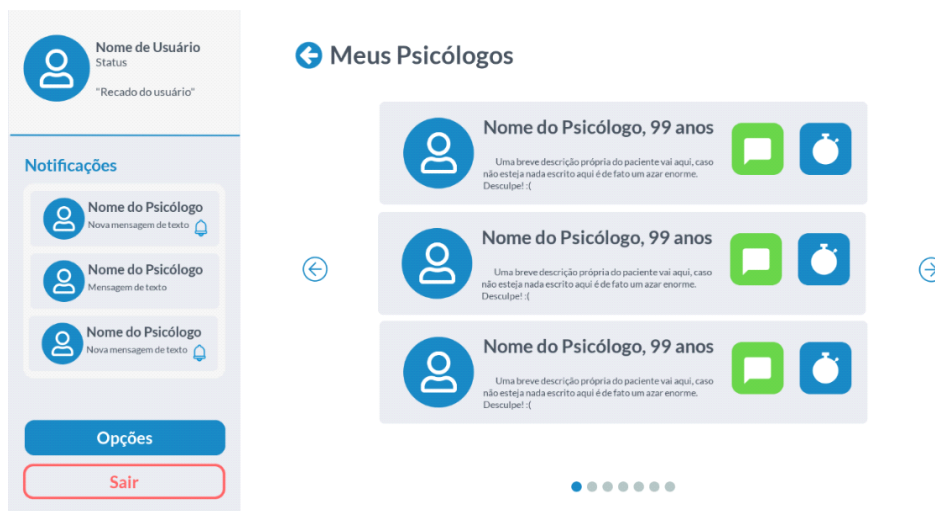 Nome de Usuário
Status
"Recado do usuário"
Notificações
Nome do Psicólogo
Nova mensagem de texto
Nome do Psicólogo
Mensagem de texto
Nome do Psicólogo
Nova mensagem de texto
Opções
Sair
Meus Psicólogos
Nome do Psicólogo, 99 anos
Uma breve descrição própria do paciente vai aqui, caso
não esteja nada escrito aqui é de fato um azar enorme.
Desculpe! :(
Nome do Psicólogo, 99 anos
Uma breve descrição própria do paciente vai aqui, caso
não esteja nada escrito aqui é de fato um azar enorme.
Desculpe! :(
Nome do Psicólogo, 99 anos
Uma breve descrição própria do paciente vai aqui, caso
não esteja nada escrito aqui é de fato um azar enorme.
Desculpe! :(